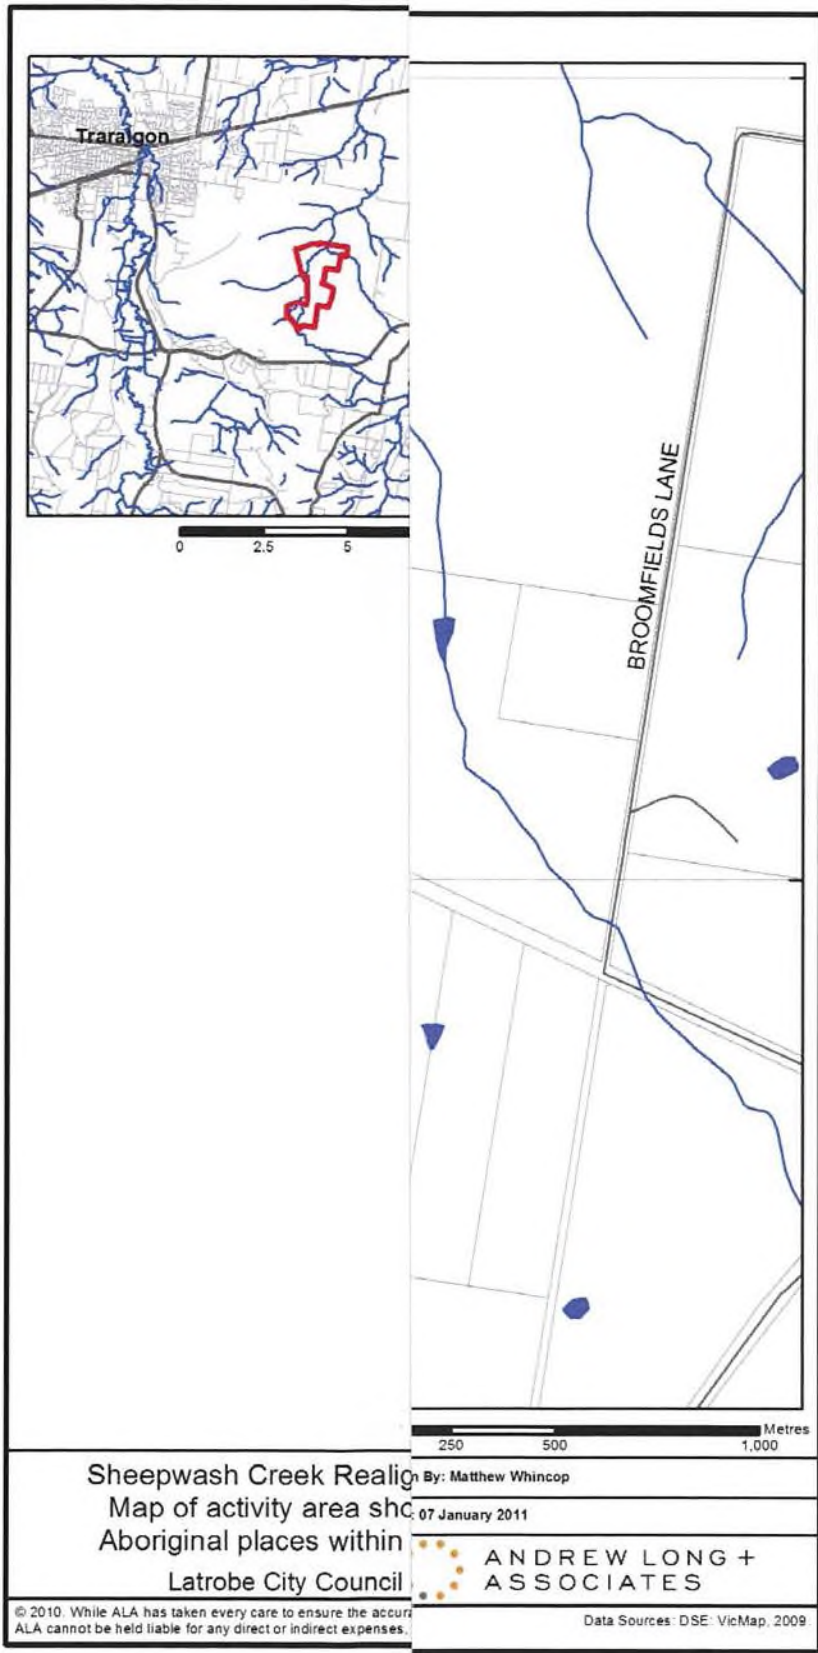 Traralgon
0 2.5 5
BROOMFIELDS LANE
250 500 1,000 Metres
Sheepwash Creek Realig
Map of activity area sho
Aboriginal places within
Latrobe City Council
© 2010. While ALA has taken every care to ensure the accura
ALA cannot be held liable for any direct or indirect expenses,
By: Matthew Whincop
: 07 January 2011
ANDREW LONG +
ASSOCIATES
Data Sources: DSE: VicMap, 2009